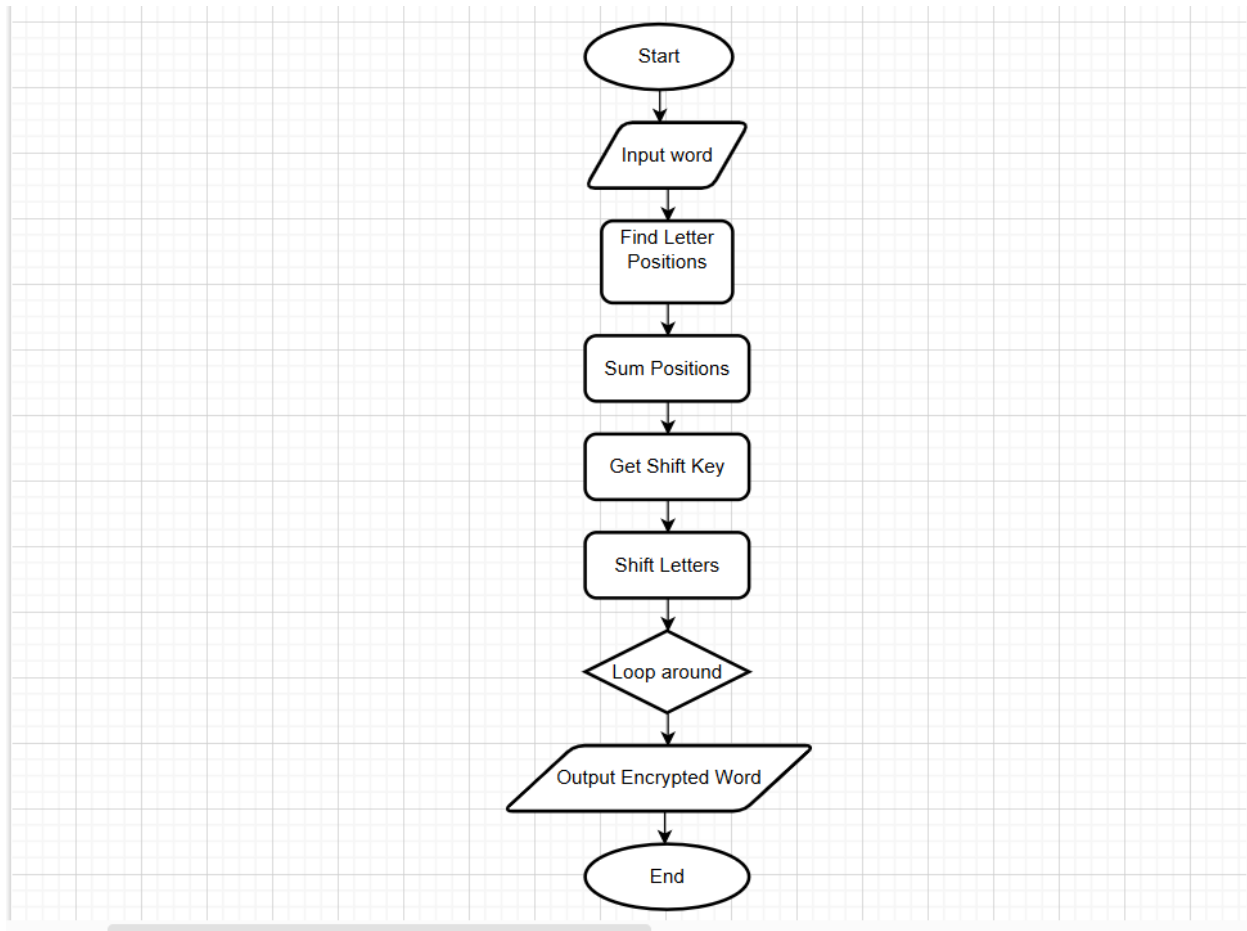 Start
Input word
Find Letter
Positions
Sum Positions
Get Shift Key
Shift Letters
Loop around
Output Encrypted Word
End